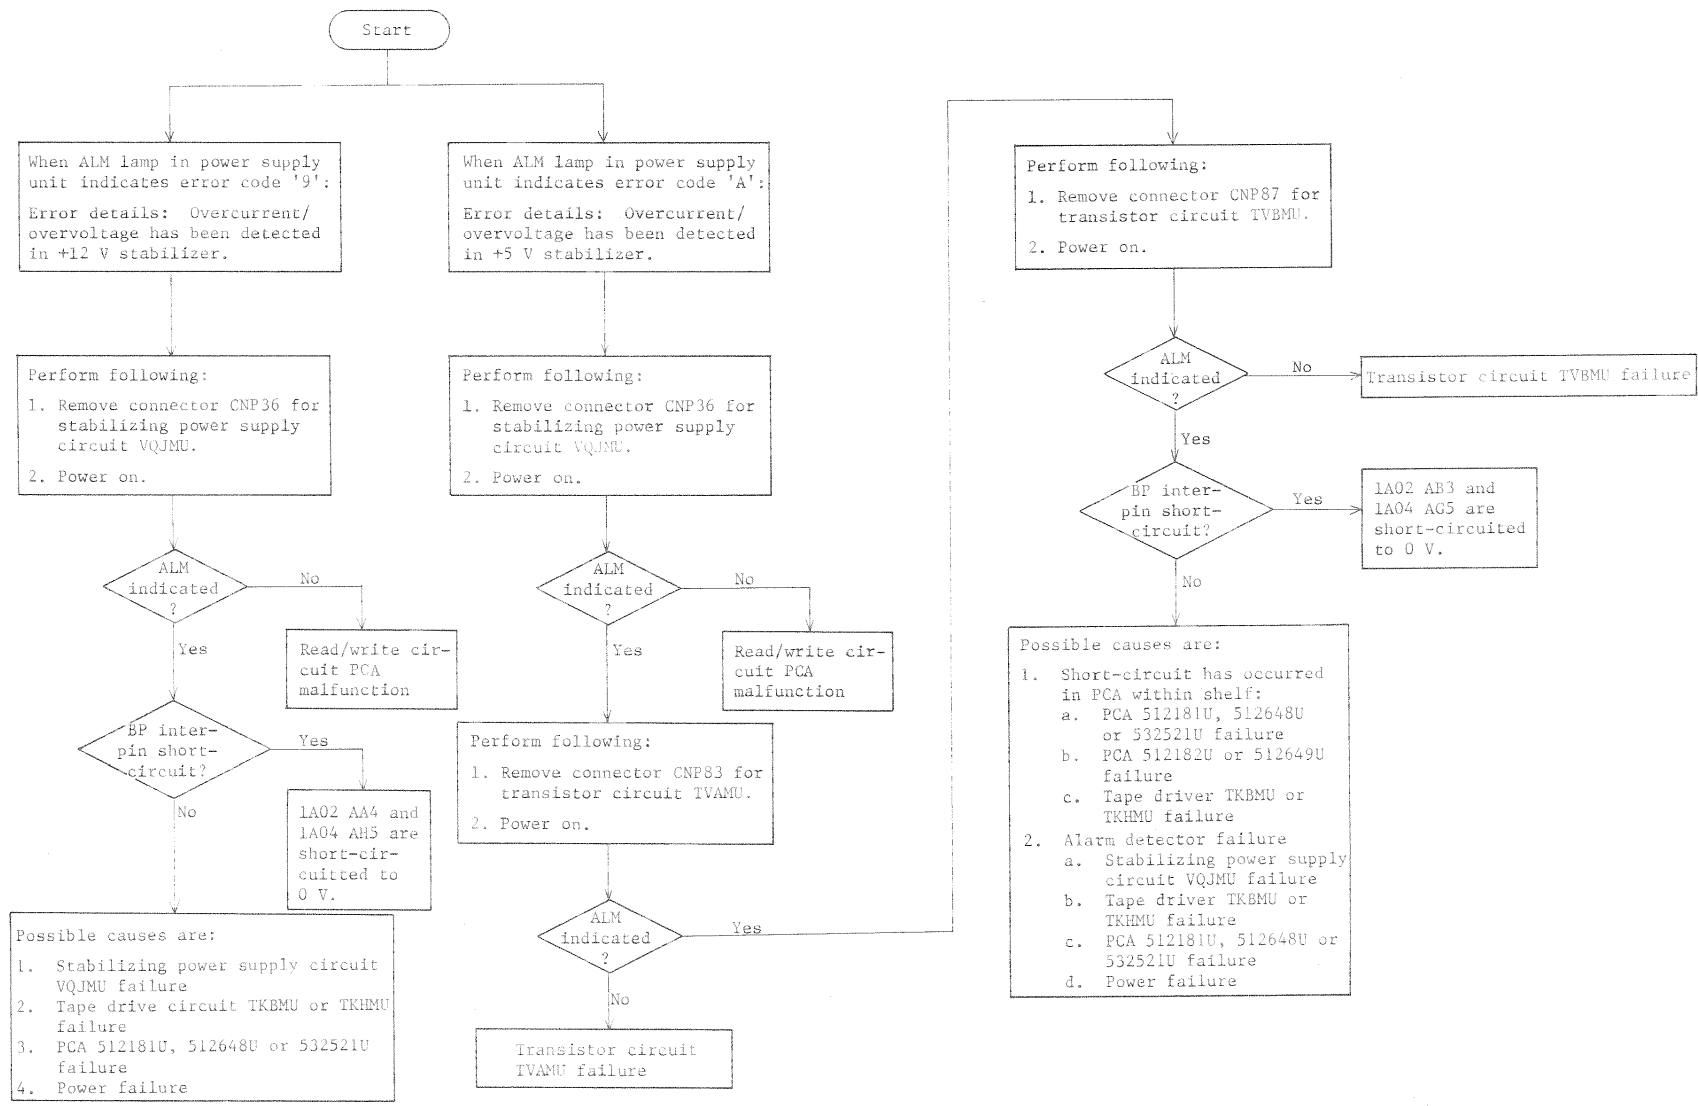 Start
When ALM lamp in power supply
unit indicates error code '9':
Error details: Overcurrent/
overvoltage has been detected
in +12 V stabilizer.
Perform following:
1. Remove connector CNP36 for
stabilizing power supply
circuit VQJMU.
2. Power on.
ALM
indicated
?
No
Read/write cir-
cuit PCA
malfunction
Yes
BP inter-
pin short-
circuit?
Yes
1A02 AA4 and
1A04 AH5 are
short-cir-
cuitted to
0 V.
No
Possible causes are:
1. Stabilizing power supply circuit
VQJMU failure
2. Tape drive circuit TKBMU or TKHMU
failure
3. PCA 512181U, 512648U or 532521U
failure
4. Power failure
When ALM lamp in power supply
unit indicates error code 'A':
Error details: Overcurrent/
overvoltage has been detected
in +5 V stabilizer.
Perform following:
1. Remove connector CNP36 for
stabilizing power supply
circuit VQJMU.
2. Power on.
ALM
indicated
?
No
Read/write cir-
cuit PCA
malfunction
Yes
Perform following:
1. Remove connector CNP83 for
transistor circuit TVAMU.
2. Power on.
ALM
indicated
?
Yes
No
Transistor circuit
TVAMU failure
Perform following:
1. Remove connector CNP87 for
transistor circuit TVBMU.
2. Power on.
ALM
indicated
?
No
Transistor circuit TVBMU failure
Yes
BP inter-
pin short-
circuit?
Yes
1A02 AB3 and
1A04 AG5 are
short-circuited
to 0 V.
No
Possible causes are:
1. Short-circuit has occurred
in PCA within shelf:
a. PCA 512181U, 512648U
or 532521U failure
b. PCA 512182U or 512649U
failure
c. Tape driver TKBMU or
TKHMU failure
2. Alarm detector failure
a. Stabilizing power supply
circuit VQJMU failure
b. Tape driver TKBMU or
TKHMU failure
c. PCA 512181U, 512648U or
532521U failure
d. Power failure